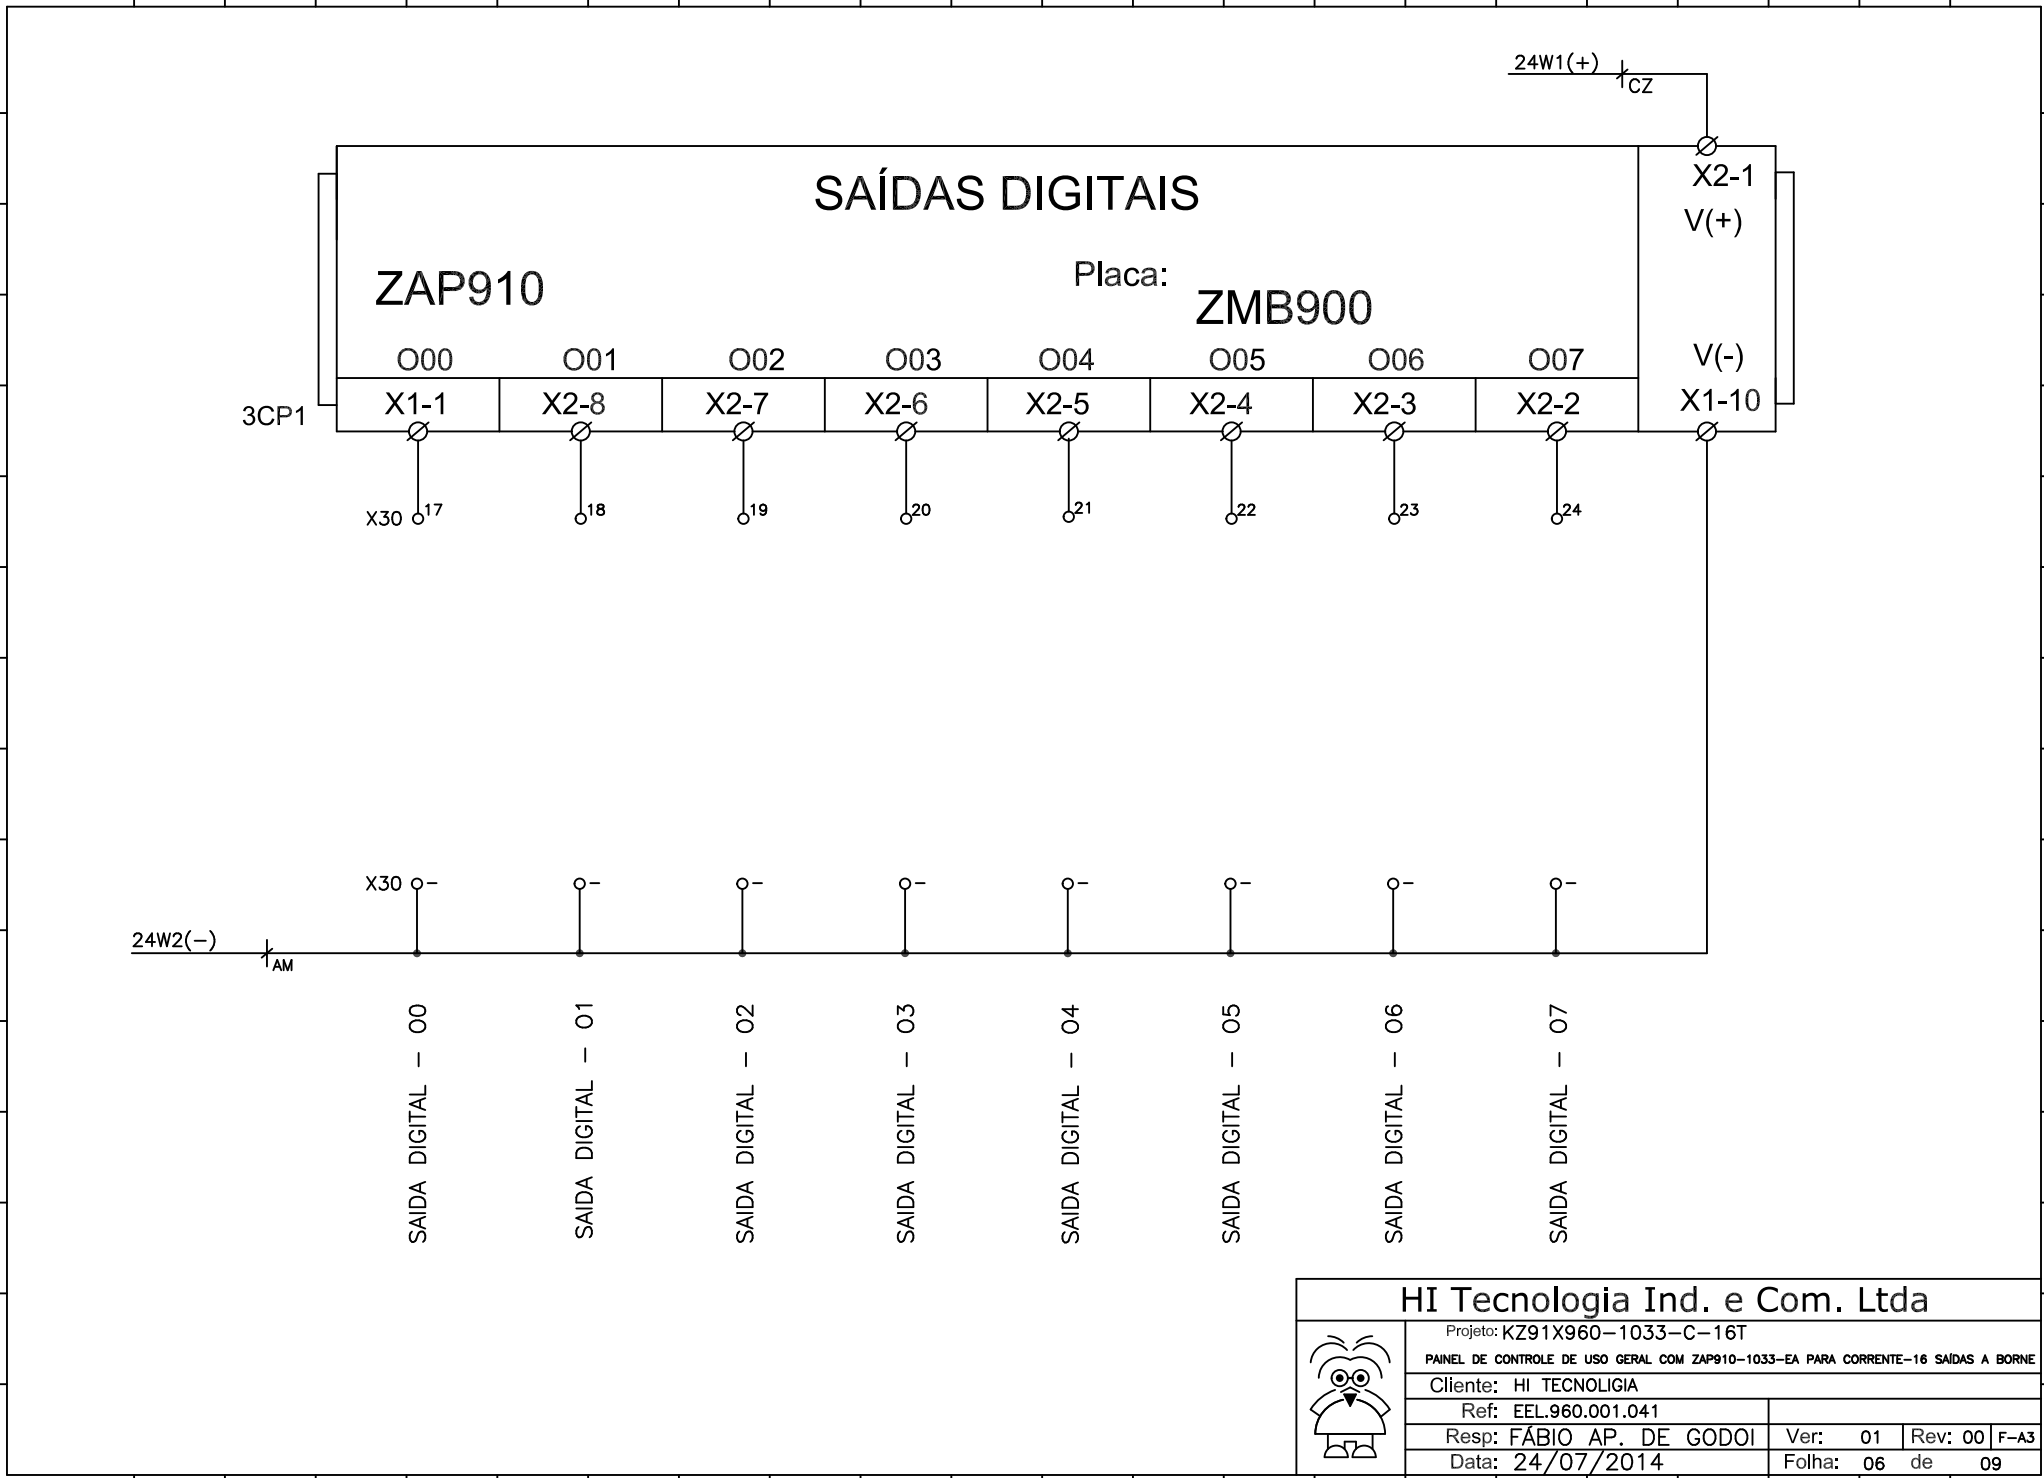 24W1(+)
CZ
SAÍDAS DIGITAIS
X2-1
V(+)
ZAP910
Placa:
ZMB900
O00 O01 O02 O03 O04 O05 O06 O07 V(-)
3CP1 X1-1 X2-8 X2-7 X2-6 X2-5 X2-4 X2-3 X2-2 X1-10
X30 17 18 19 20 21 22 23 24
X30 - - - - - - - -
24W2(-)
AM
SAIDA DIGITAL - 00
SAIDA DIGITAL - 01
SAIDA DIGITAL - 02
SAIDA DIGITAL - 03
SAIDA DIGITAL - 04
SAIDA DIGITAL - 05
SAIDA DIGITAL - 06
SAIDA DIGITAL - 07
HI Tecnologia Ind. e Com. Ltda
Projeto: KZ91X960-1033-C-16T
PAINEL DE CONTROLE DE USO GERAL COM ZAP910-1033-EA PARA CORRENTE-16 SAÍDAS A BORNE
Cliente: HI TECNOLIGIA
Ref: EEL.960.001.041
Resp: FÁBIO AP. DE GODOI Ver: 01 Rev: 00 F-A3
Data: 24/07/2014 Folha: 06 de 09